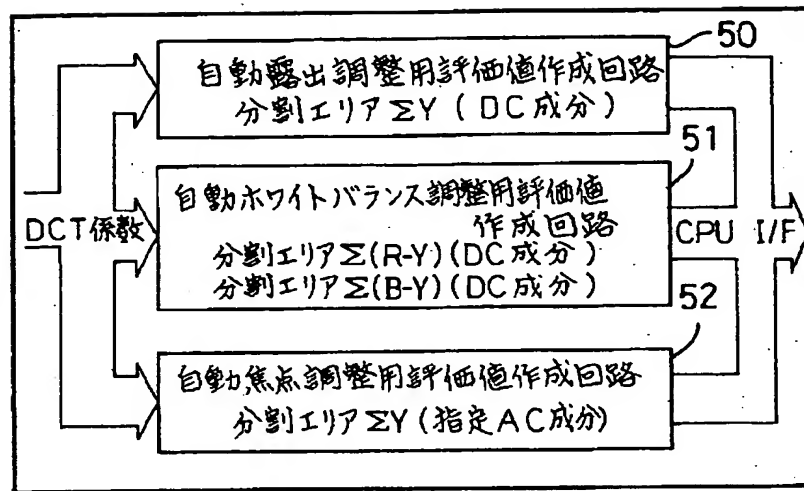 50
自動露出調整用評価値作成回路
分割エリアΣY(DC成分)
51
自動ホワイトバランス調整用評価値
作成回路
分割エリアΣ(R-Y)(DC成分)
分割エリアΣ(B-Y)(DC成分)
DCT係数
CPU I/F
52
自動焦点調整用評価値作成回路
分割エリアΣY(指定AC成分)